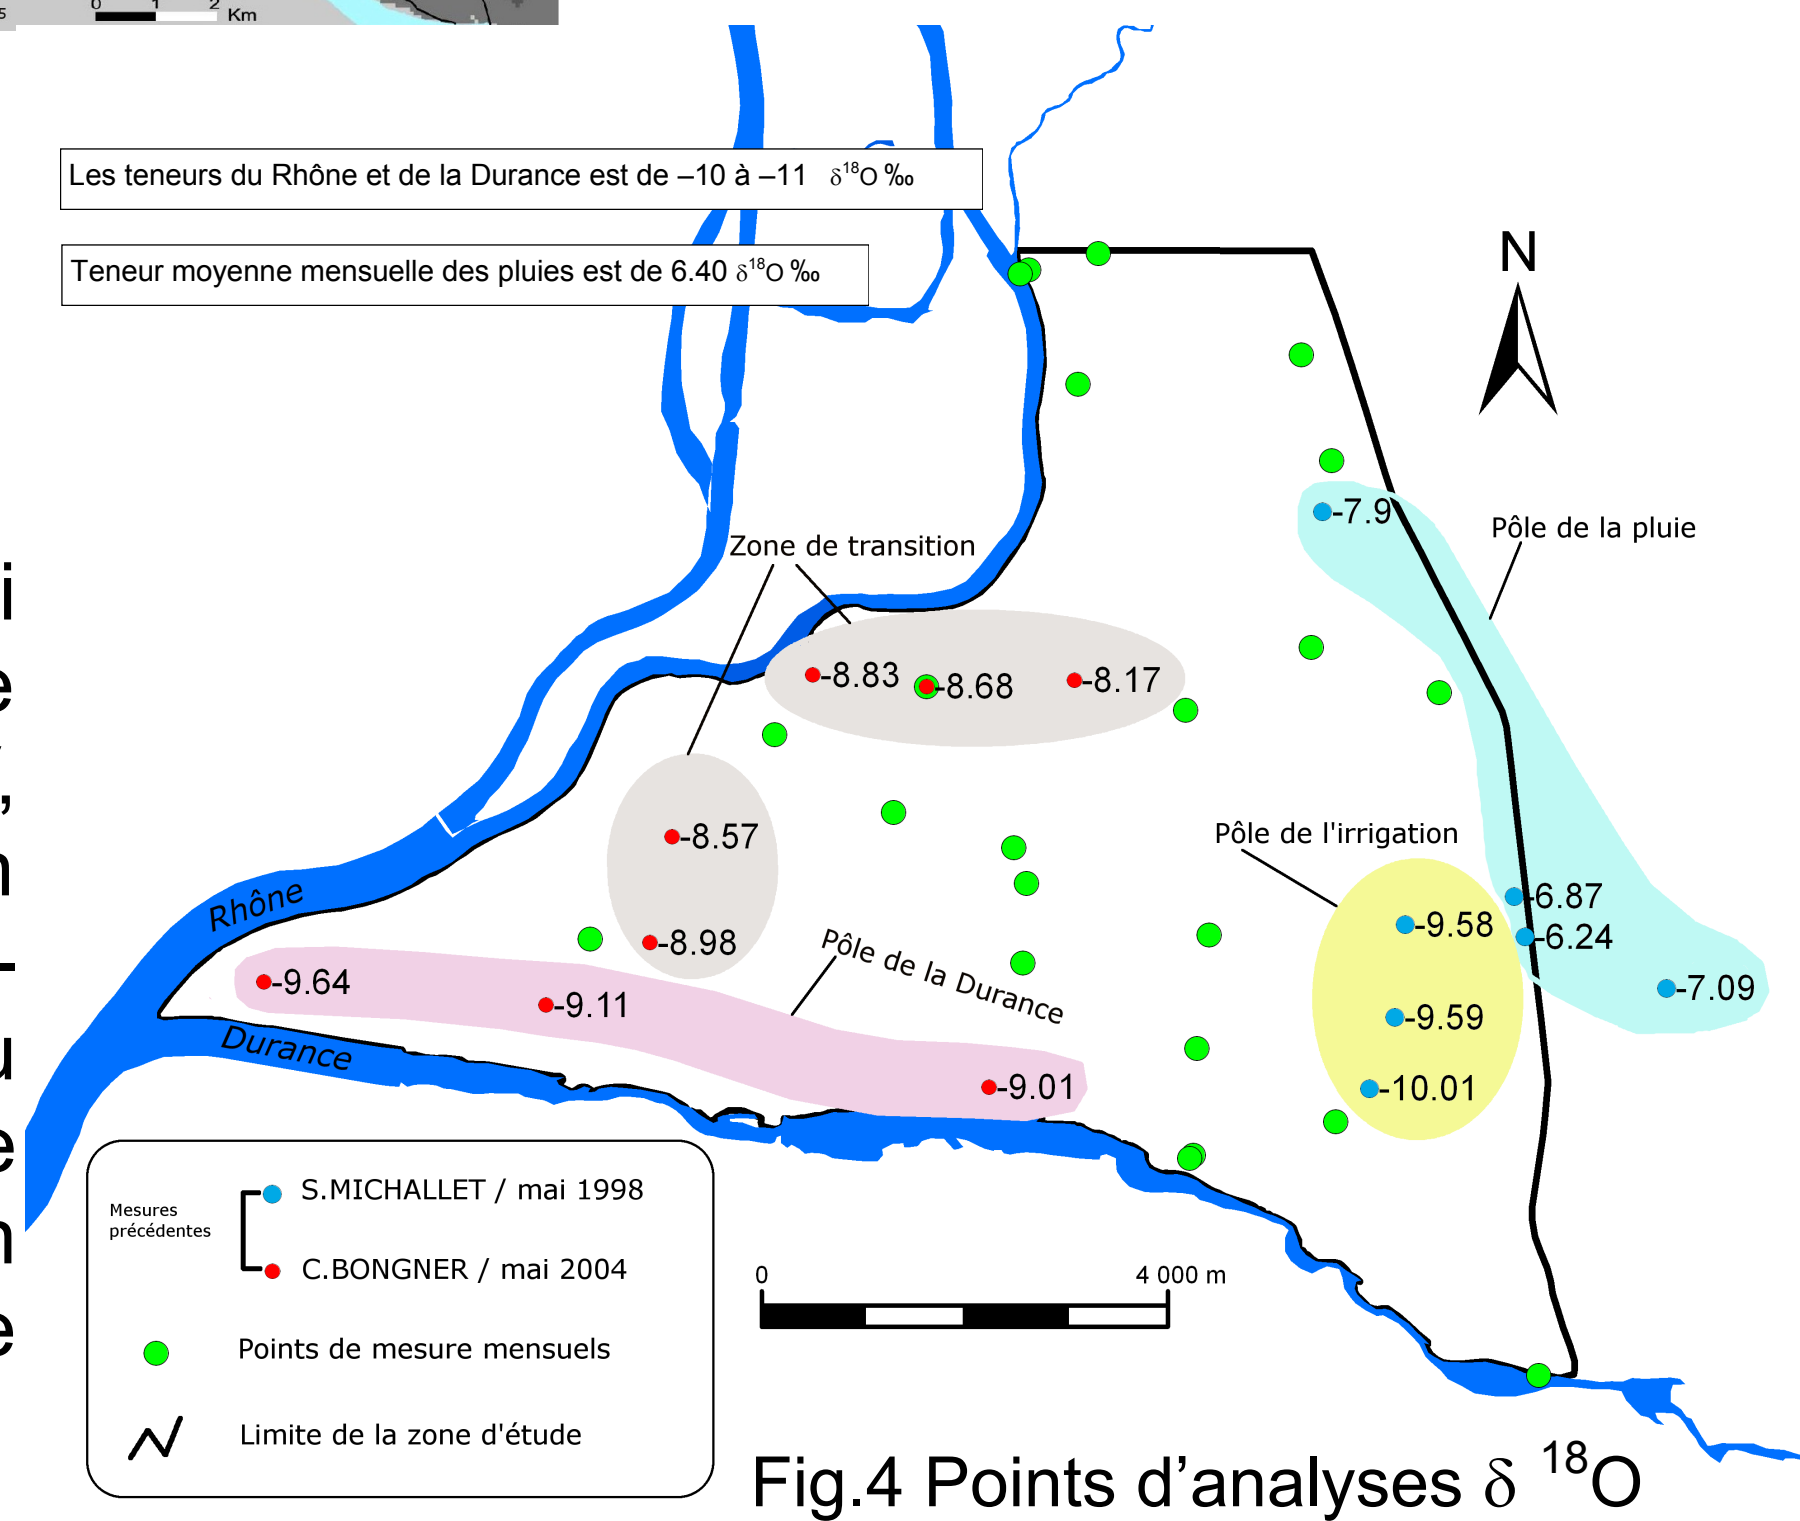 5
0 1 2 Km
Les teneurs du Rhône et de la Durance est de –10 à –11 δ¹⁸O ‰
Teneur moyenne mensuelle des pluies est de 6.40 δ¹⁸O ‰
N
i
e
,
n
u
e
n
e
-7.9
Pôle de la pluie
Zone de transition
-8.83
-8.68
-8.17
-8.57
-8.98
Pôle de l'irrigation
-6.87
-9.58
-6.24
-7.09
-9.59
-10.01
Rhône
Pôle de la Durance
-9.64
-9.11
-9.01
Durance
Mesures
précédentes
S.MICHALLET / mai 1998
C.BONGNER / mai 2004
Points de mesure mensuels
Limite de la zone d'étude
0 4 000 m
Fig.4 Points d’analyses δ ¹⁸O